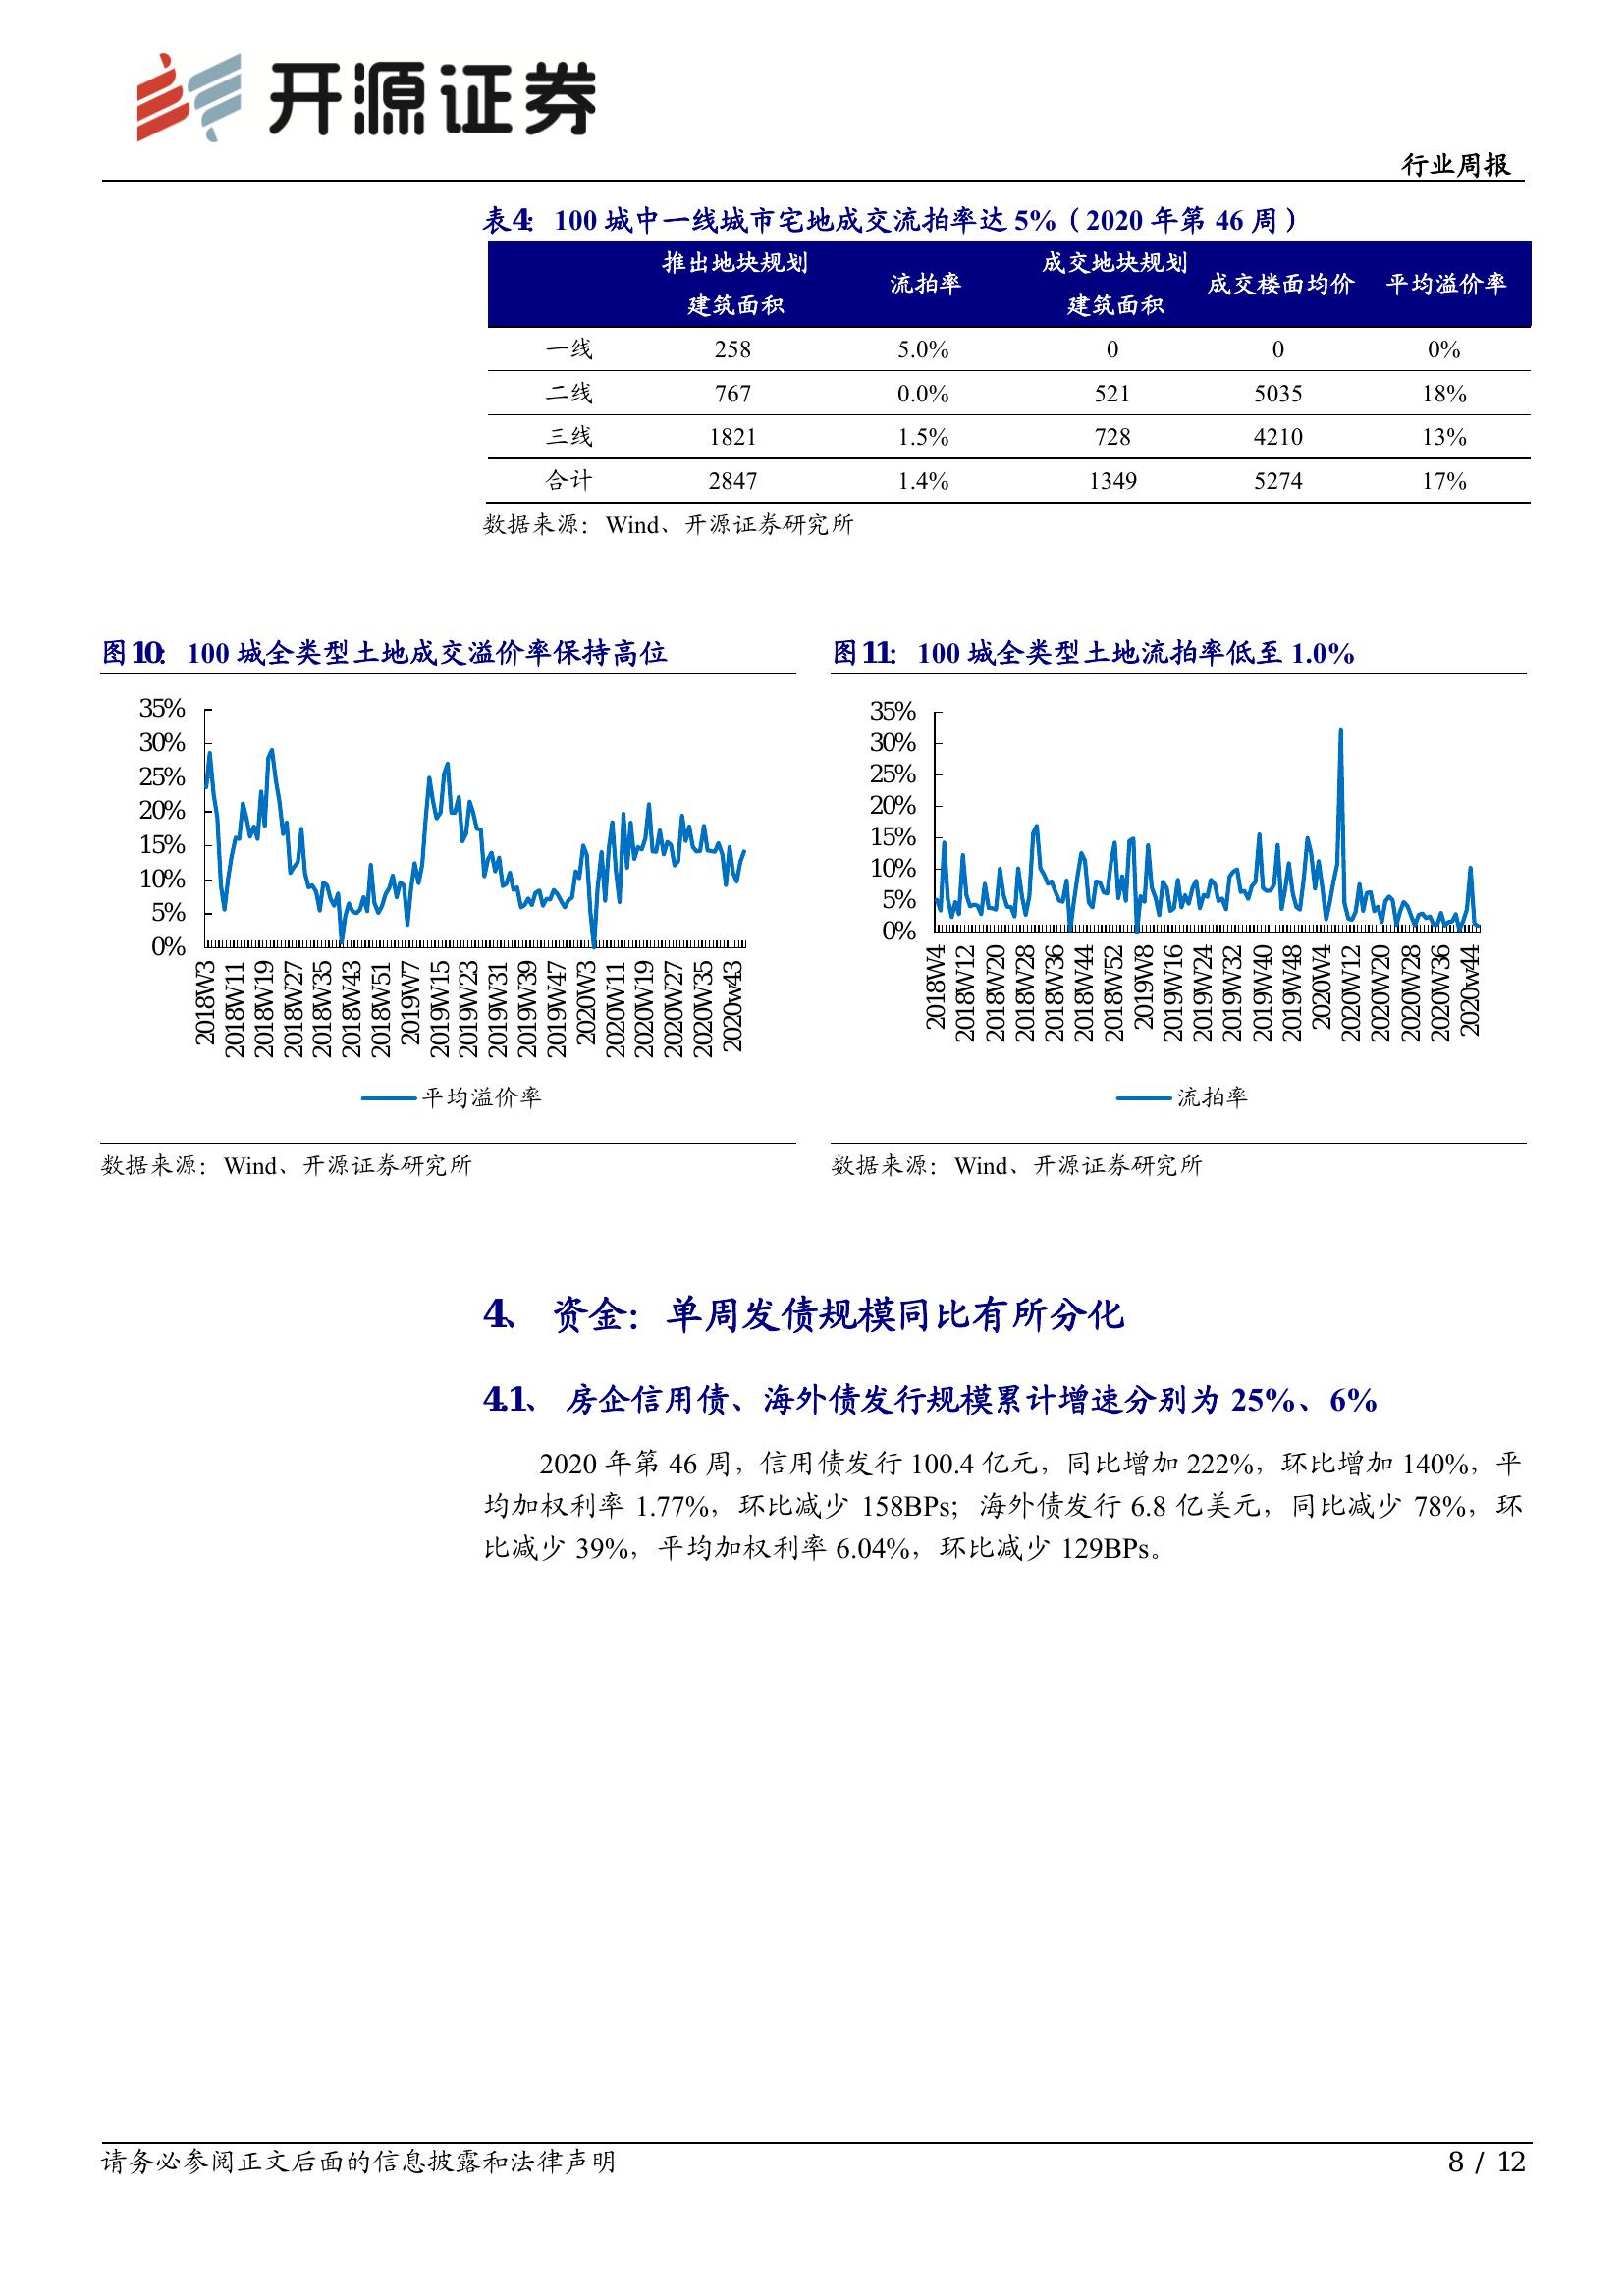 开源证券
行业周报
表4： 100 城中一线城市宅地成交流拍率达 5%（2020 年第 46 周）
推出地块规划建筑面积 流拍率 成交地块规划建筑面积 成交楼面均价 平均溢价率
一线 258 5.0% 0 0 0%
二线 767 0.0% 521 5035 18%
三线 1821 1.5% 728 4210 13%
合计 2847 1.4% 1349 5274 17%
数据来源：Wind、开源证券研究所
图10： 100 城全类型土地成交溢价率保持高位
35%
30%
25%
20%
15%
10%
5%
0%
2018W3
2018W11
2018W19
2018W27
2018W35
2018W43
2018W51
2019W7
2019W15
2019W23
2019W31
2019W39
2019W47
2020W3
2020W11
2020W19
2020W27
2020W35
2020w43
平均溢价率
数据来源：Wind、开源证券研究所
图11： 100 城全类型土地流拍率低至 1.0%
35%
30%
25%
20%
15%
10%
5%
0%
2018W4
2018W12
2018W20
2018W28
2018W36
2018W44
2018W52
2019W8
2019W16
2019W24
2019W32
2019W40
2019W48
2020W4
2020W12
2020W20
2020W28
2020W36
2020w44
流拍率
数据来源：Wind、开源证券研究所
4、 资金：单周发债规模同比有所分化
4.1、 房企信用债、海外债发行规模累计增速分别为 25%、6%
2020 年第 46 周，信用债发行 100.4 亿元，同比增加 222%，环比增加 140%，平
均加权利率 1.77%，环比减少 158BPs；海外债发行 6.8 亿美元，同比减少 78%，环
比减少 39%，平均加权利率 6.04%，环比减少 129BPs。
请务必参阅正文后面的信息披露和法律声明
8 / 12